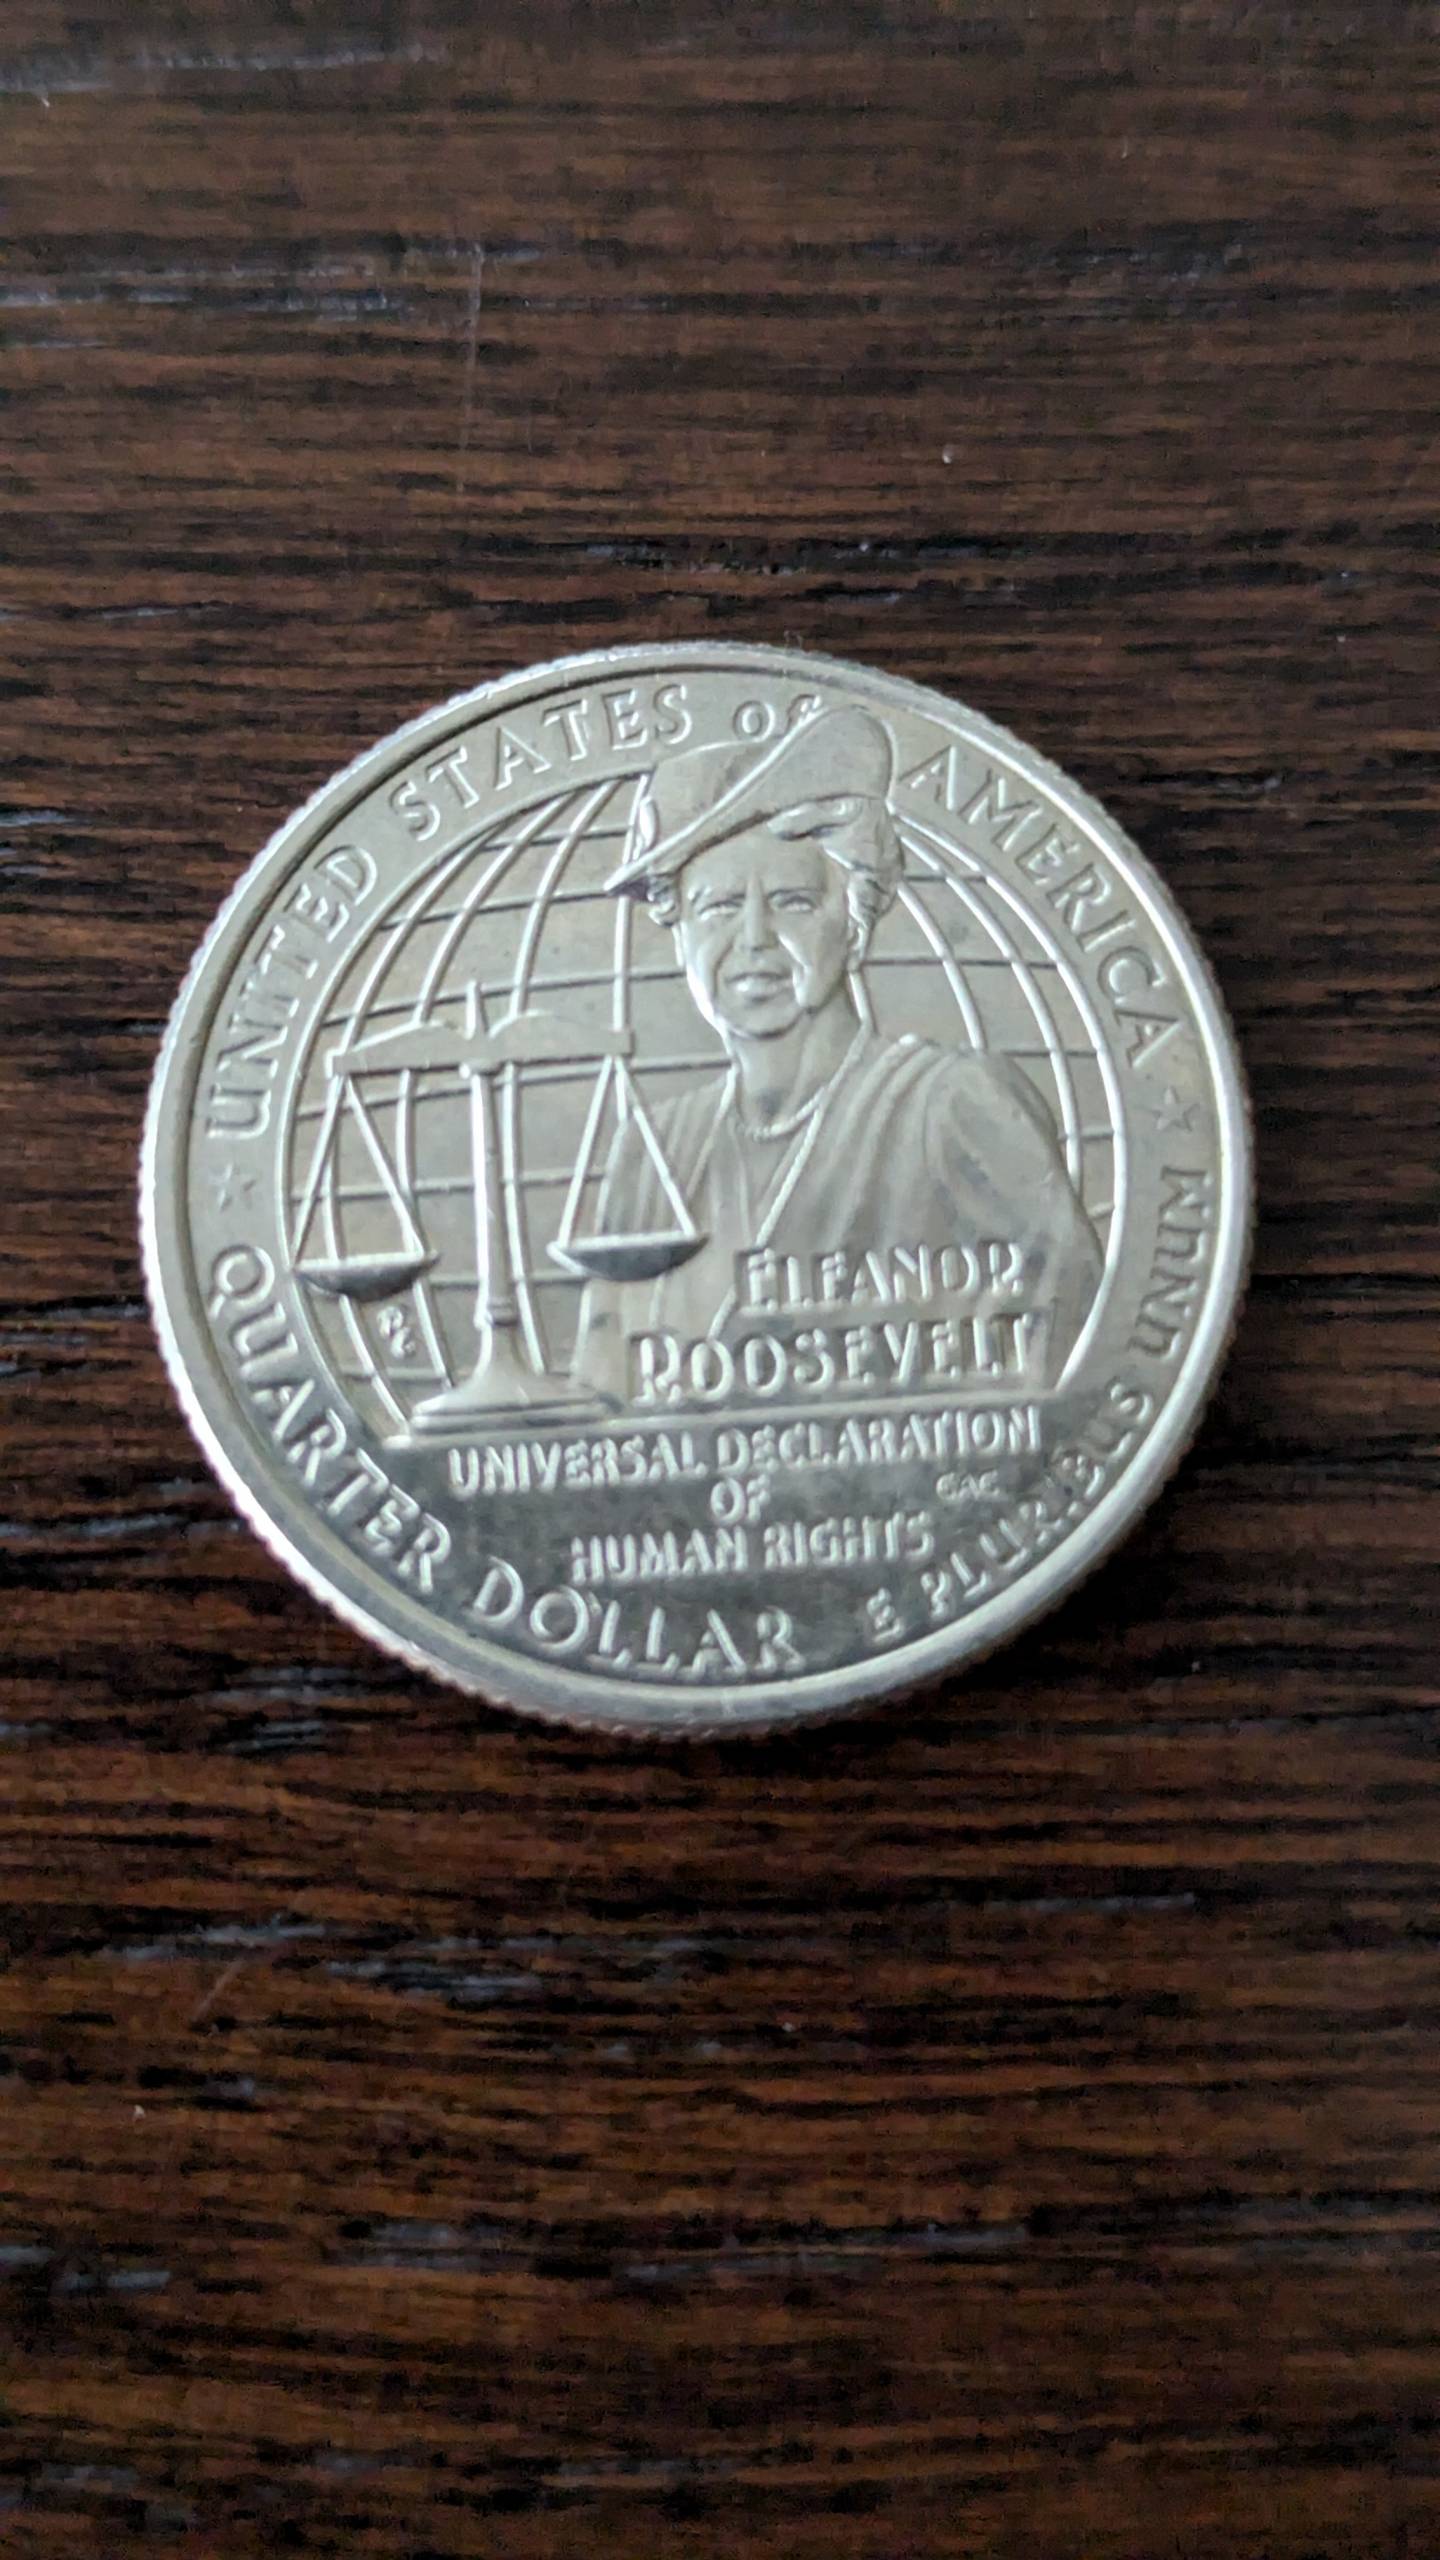 UNITED STATES OF AMERICA
ELEANOR
ROOSEVELT
UNIVERSAL DECLARATION
OF
HUMAN RIGHTS
QUARTER DOLLAR
E PLURIBUS UNUM